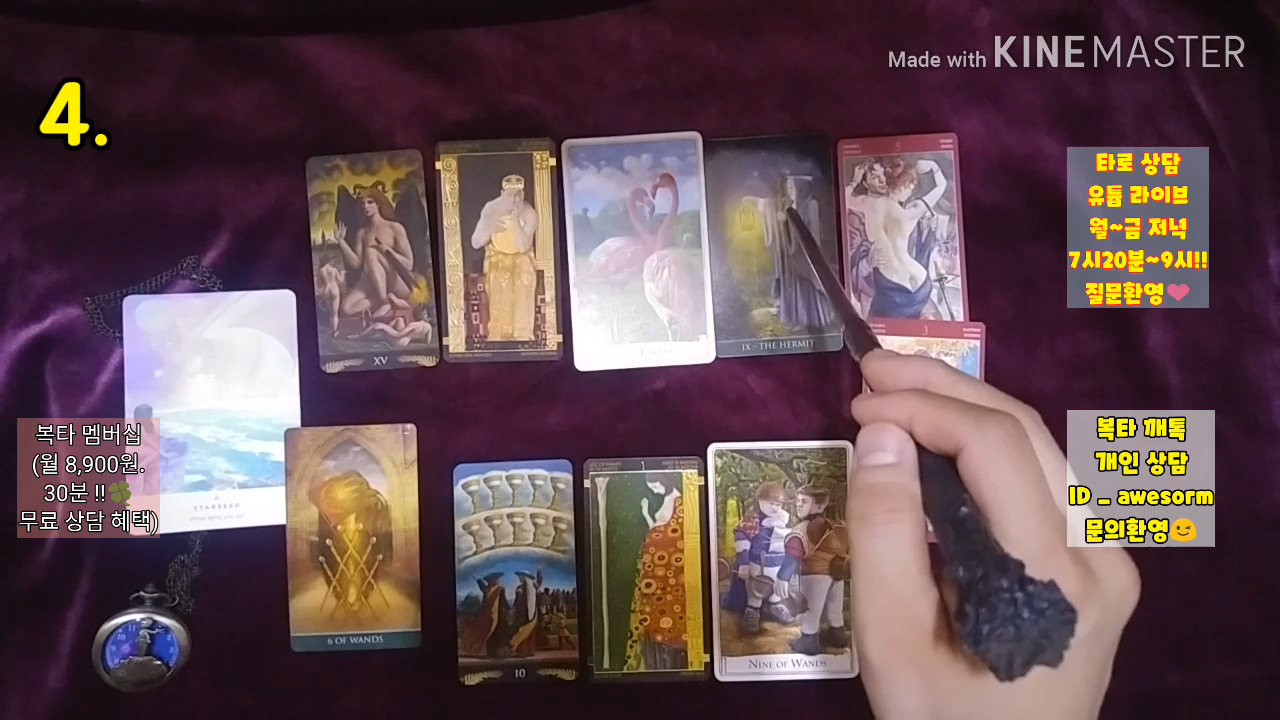 Made with KINEMASTER
4.
타로 상담
유튭 라이브
월~금 저녁
7시20분~9시!!
질문환영❤
XV
IX - THE HERMIT
5
3
복타 멤버십
(월 8,900원.
30분 !!🍀
무료 상담 혜택)
STARSEED
6 OF WANDS
10
1
NINE OF WANDS
복타 깨톡
개인 상담
ID _ awesorm
문의환영😉